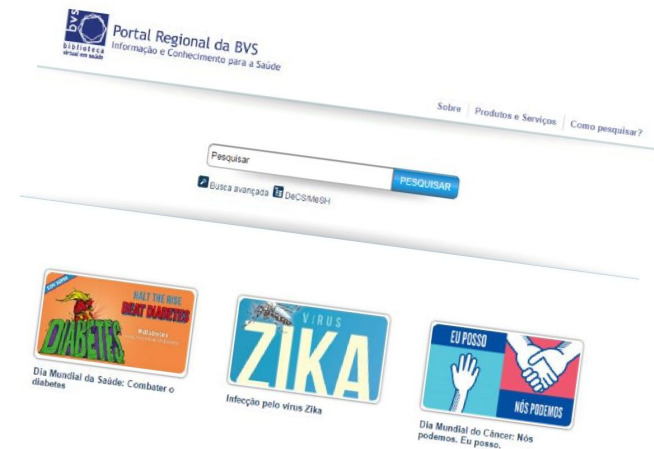 bvs
biblioteca
virtual em saúde
Portal Regional da BVS
Informação e Conhecimento para a Saúde
Sobre
Produtos e Serviços
Como pesquisar?
Pesquisar
PESQUISAR
Busca avançada
DeCS/MeSH
HALT THE RISE
BEAT DIABETES
DIABETES
#diabetes
VIRUS
ZIKA
EU POSSO
NÓS PODEMOS
Dia Mundial da Saúde: Combater o
diabetes
Infecção pelo vírus Zika
Dia Mundial do Câncer: Nós
podemos. Eu posso.